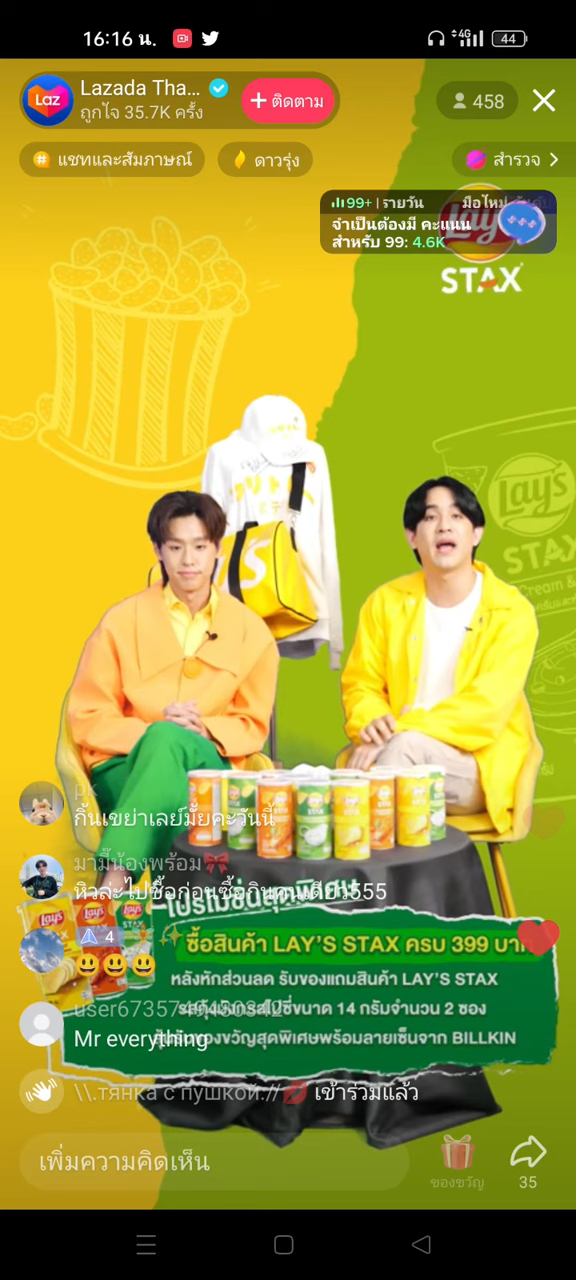 16:16 น.
4G
44
Laz
Lazada Tha...
ถูกใจ 35.7K ครั้ง
+ ติดตาม
458
แชทและสัมภาษณ์
ดาวรุ่ง
สำรวจ
99+ | รายวัน มือใหม่
จำเป็นต้องมี คะแนน
สำหรับ 99: 4.6K
Lay's
STAX
Lay's
STAX
Cream &
pk
กิ้นเขย่าเลย์มั้ยคะวันนี้
มามี๊น้องพร้อม
หิวล่ะไปซื้อก่อนซื้อกินคนเดียว555
4
Lay's Lay's Lay's
ซื้อสินค้า LAY'S STAX ครบ 399 บาท
หลังหักส่วนลด รับของแถมสินค้า LAY'S STAX
ขนาด 14 กรัมจำนวน 2 ซอง
Mr everything
ของขวัญสุดพิเศษพร้อมลายเซ็นจาก BILLKIN
\\.тянка с пушкой.// เข้าร่วมแล้ว
เพิ่มความคิดเห็น
ของขวัญ
35